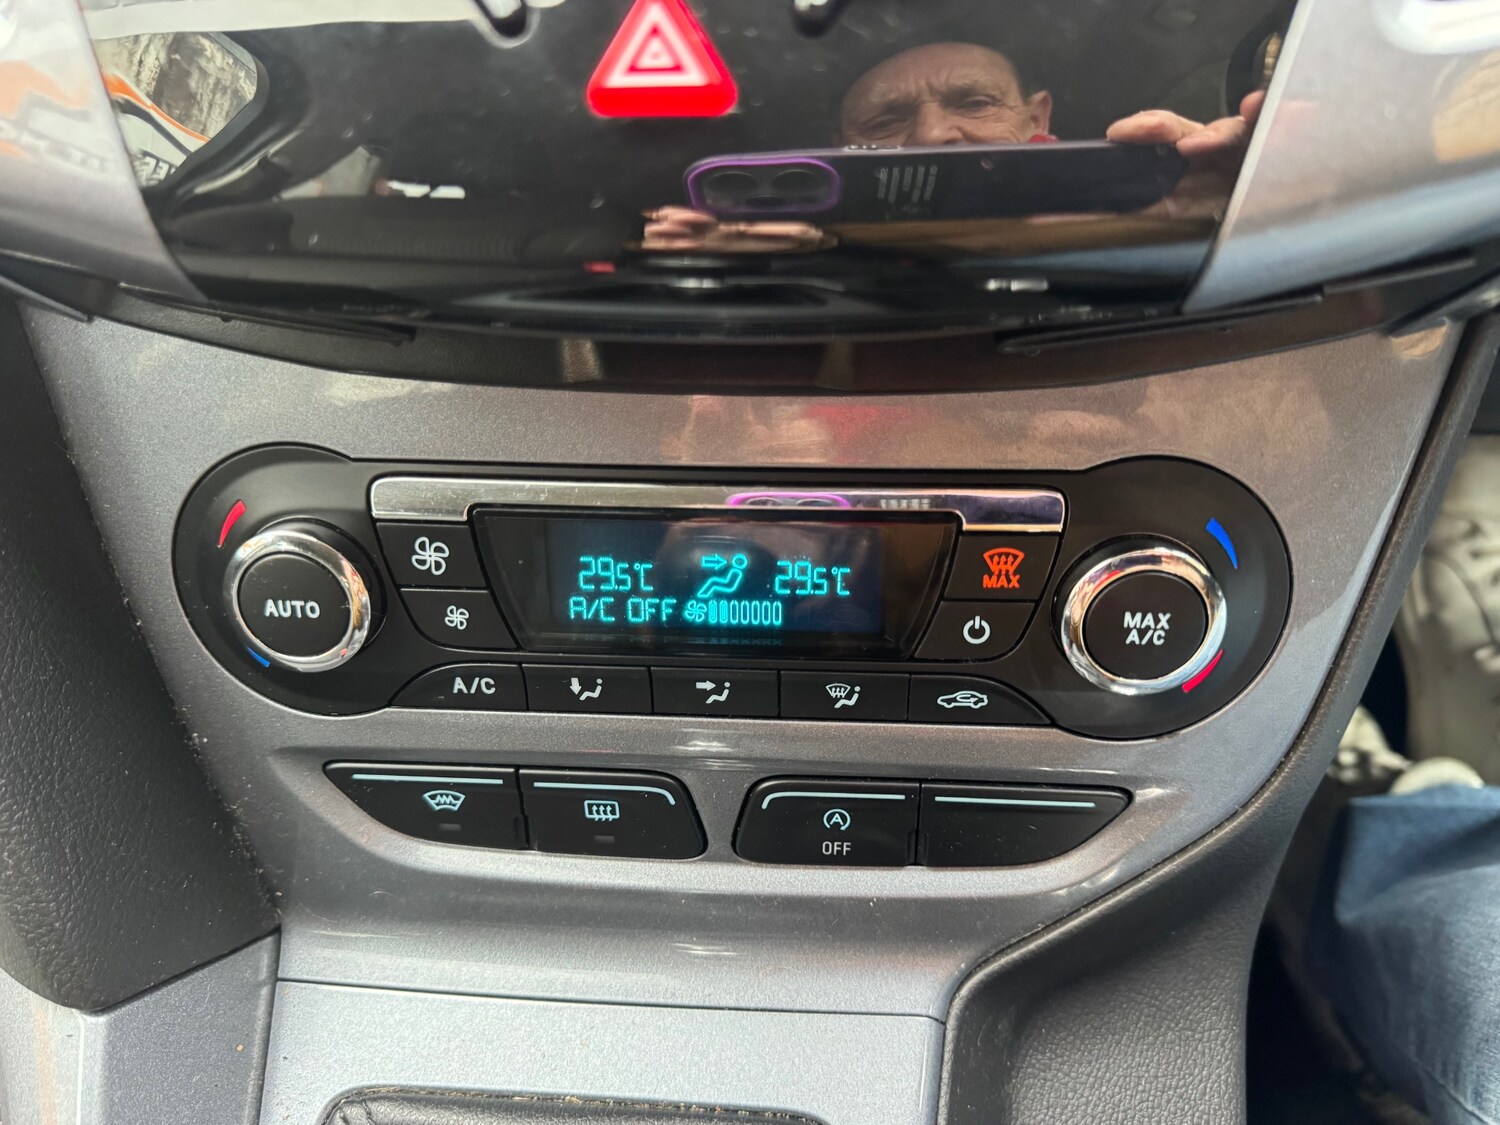 29.5°C 29.5°C
A/C OFF
AUTO
MAX
MAX
A/C
A/C
A
OFF